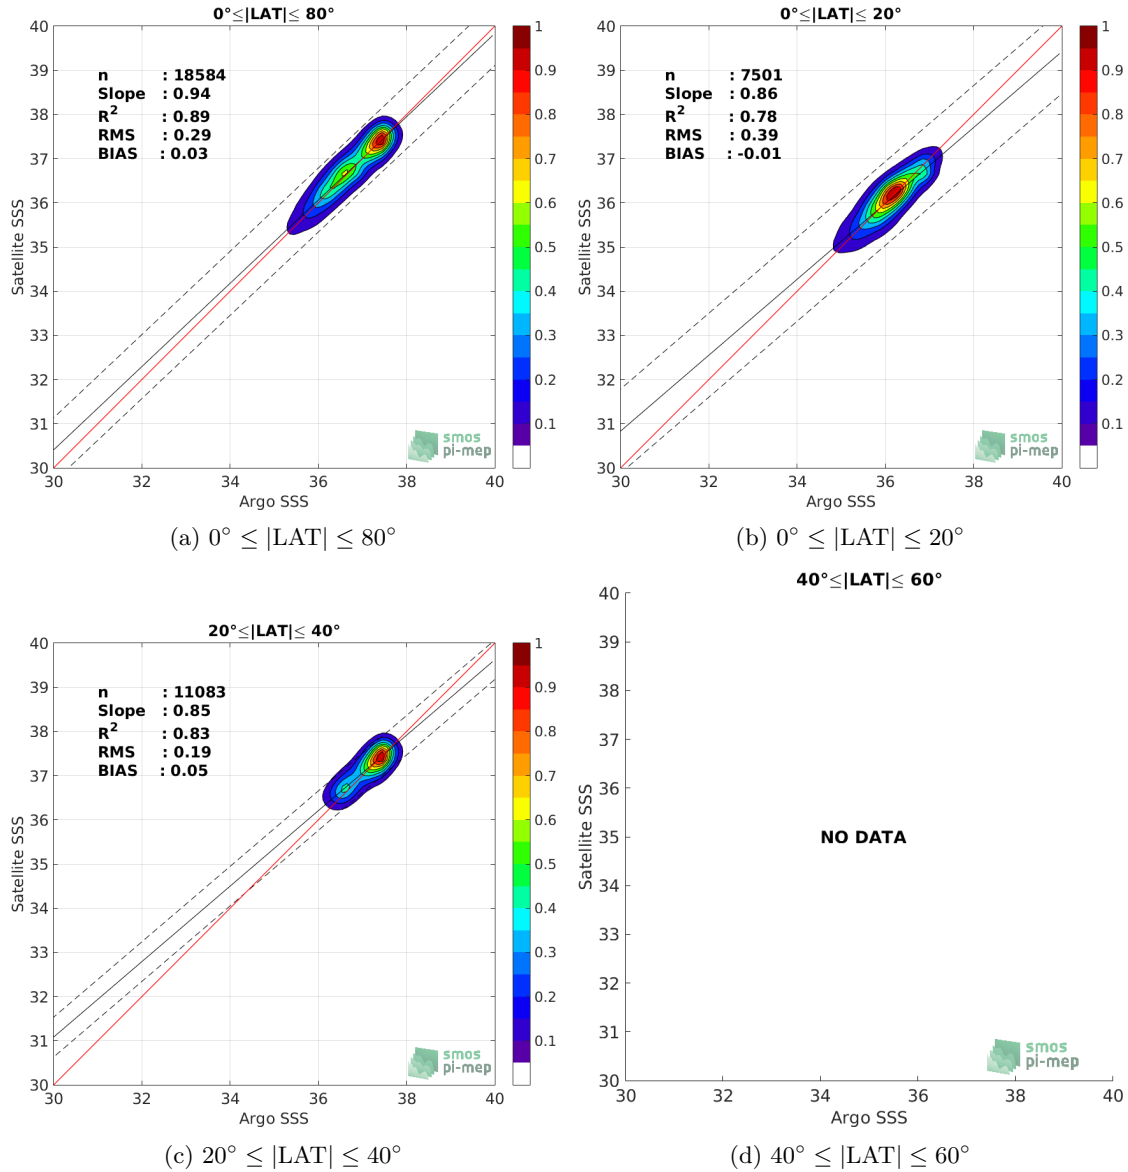 0°≤|LAT|≤ 80°
40
39
38
37
36
35
34
33
32
31
30
Satellite SSS
n : 18584
Slope : 0.94
R² : 0.89
RMS : 0.29
BIAS : 0.03
smos
pi-mep
30 32 34 36 38 40
Argo SSS
1
0.9
0.8
0.7
0.6
0.5
0.4
0.3
0.2
0.1
(a) 0° ≤ |LAT| ≤ 80°
0°≤|LAT|≤ 20°
40
39
38
37
36
35
34
33
32
31
30
Satellite SSS
n : 7501
Slope : 0.86
R² : 0.78
RMS : 0.39
BIAS : -0.01
smos
pi-mep
30 32 34 36 38 40
Argo SSS
1
0.9
0.8
0.7
0.6
0.5
0.4
0.3
0.2
0.1
(b) 0° ≤ |LAT| ≤ 20°
20°≤|LAT|≤ 40°
40
39
38
37
36
35
34
33
32
31
30
Satellite SSS
n : 11083
Slope : 0.85
R² : 0.83
RMS : 0.19
BIAS : 0.05
smos
pi-mep
30 32 34 36 38 40
Argo SSS
1
0.9
0.8
0.7
0.6
0.5
0.4
0.3
0.2
0.1
(c) 20° ≤ |LAT| ≤ 40°
40°≤|LAT|≤ 60°
40
39
38
37
36
35
34
33
32
31
30
Satellite SSS
NO DATA
smos
pi-mep
30 32 34 36 38 40
Argo SSS
(d) 40° ≤ |LAT| ≤ 60°